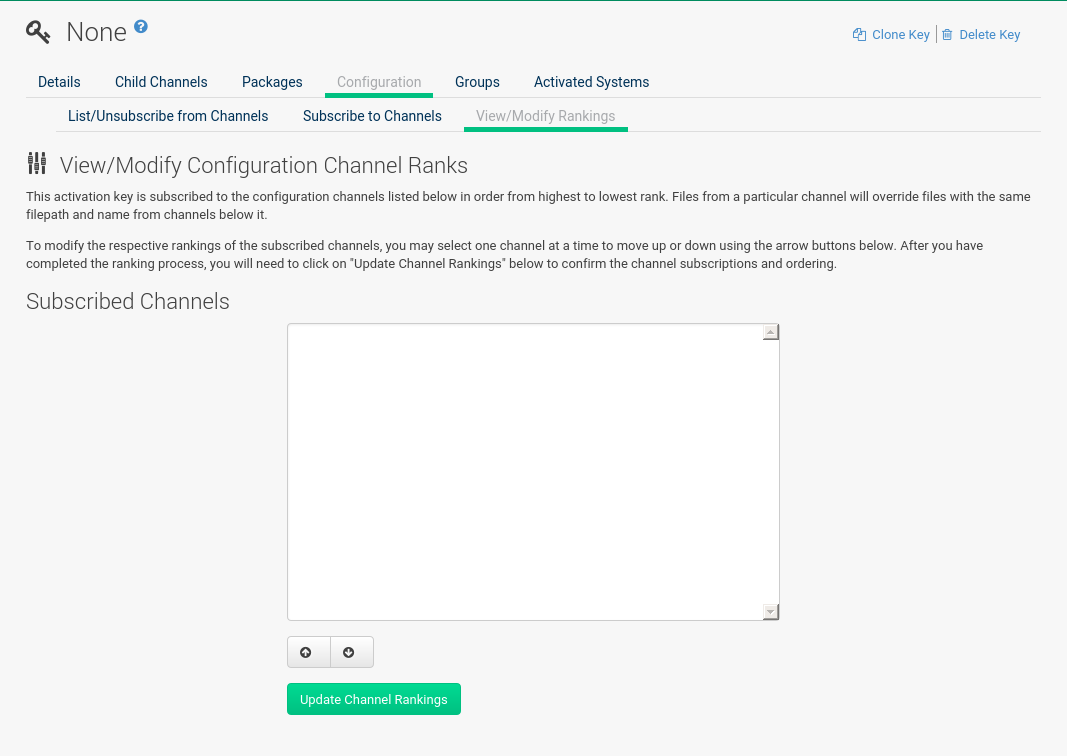 None ?
Clone Key | Delete Key
Details Child Channels Packages Configuration Groups Activated Systems
List/Unsubscribe from Channels Subscribe to Channels View/Modify Rankings
View/Modify Configuration Channel Ranks
This activation key is subscribed to the configuration channels listed below in order from highest to lowest rank. Files from a particular channel will override files with the same
filepath and name from channels below it.
To modify the respective rankings of the subscribed channels, you may select one channel at a time to move up or down using the arrow buttons below. After you have
completed the ranking process, you will need to click on "Update Channel Rankings" below to confirm the channel subscriptions and ordering.
Subscribed Channels
Update Channel Rankings